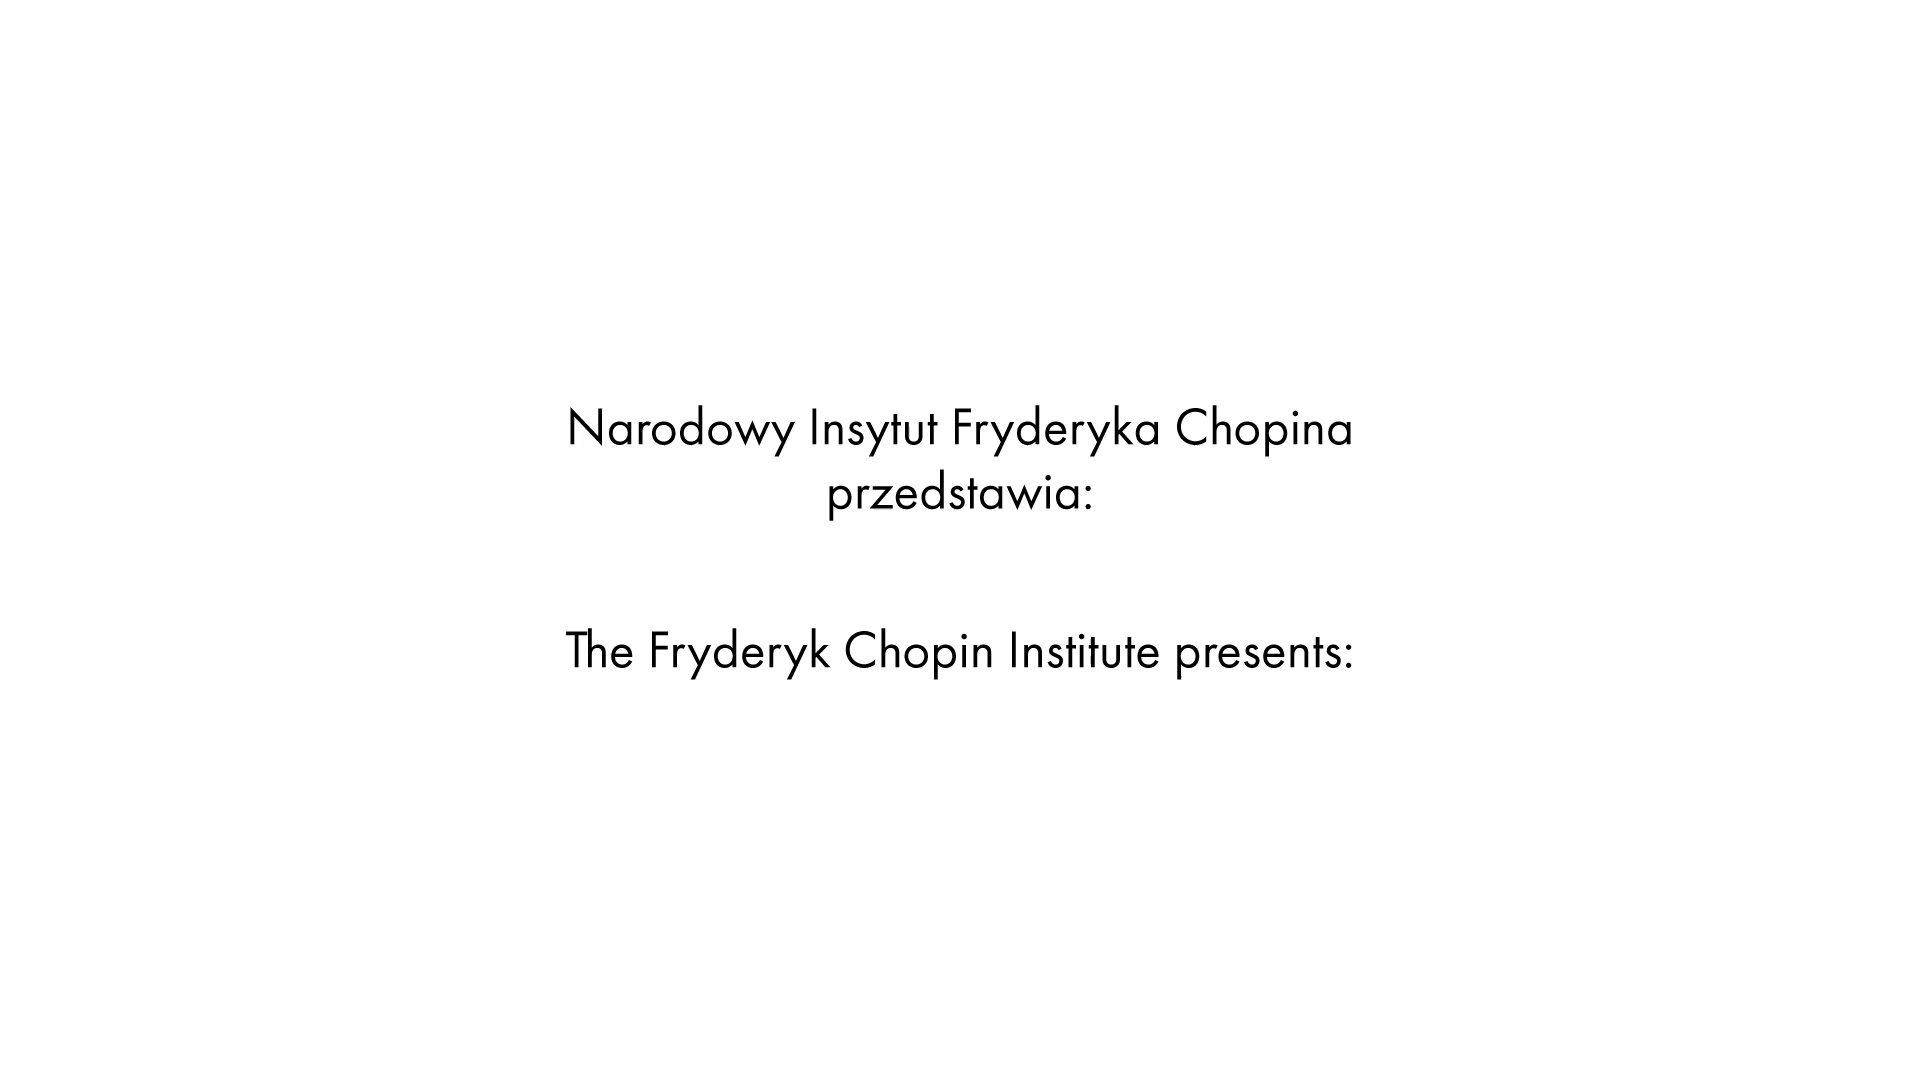 Narodowy Insytut Fryderyka Chopina
przedstawia:
The Fryderyk Chopin Institute presents: